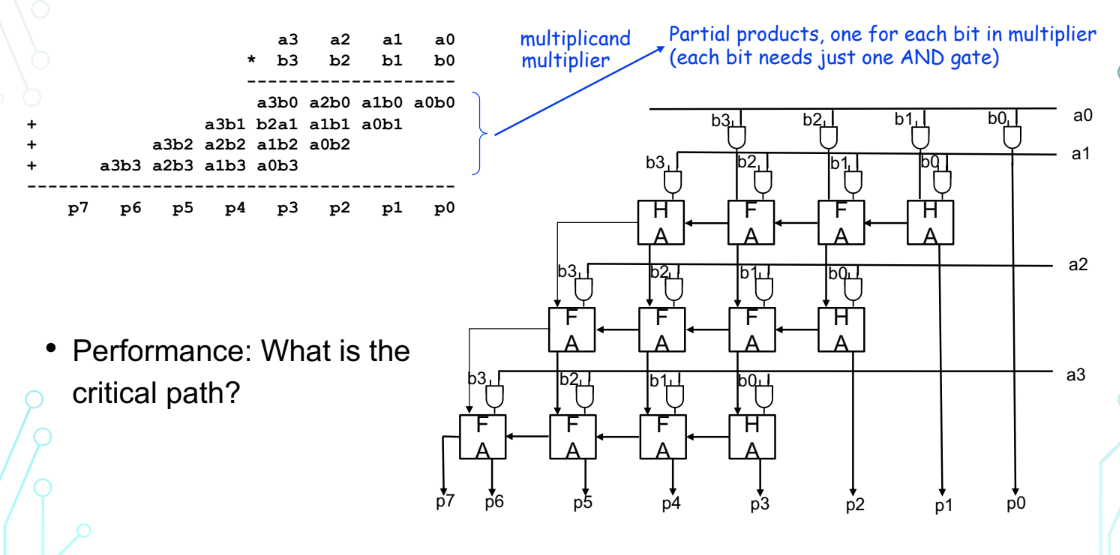 a3 a2 a1 a0
* b3 b2 b1 b0
---------------------
a3b0 a2b0 a1b0 a0b0
+ a3b1 b2a1 a1b1 a0b1
+ a3b2 a2b2 a1b2 a0b2
+ a3b3 a2b3 a1b3 a0b3
-----------------------------------------
p7 p6 p5 p4 p3 p2 p1 p0
multiplicand
multiplier
Partial products, one for each bit in multiplier
(each bit needs just one AND gate)
• Performance: What is the
critical path?
a0
b3 b2 b1 b0
a1
b3 b2 b1 b0
H F F H
A A A A
a2
b3 b2 b1 b0
F F F H
A A A A
a3
b3 b2 b1 b0
F F F H
A A A A
p7 p6 p5 p4 p3 p2 p1 p0